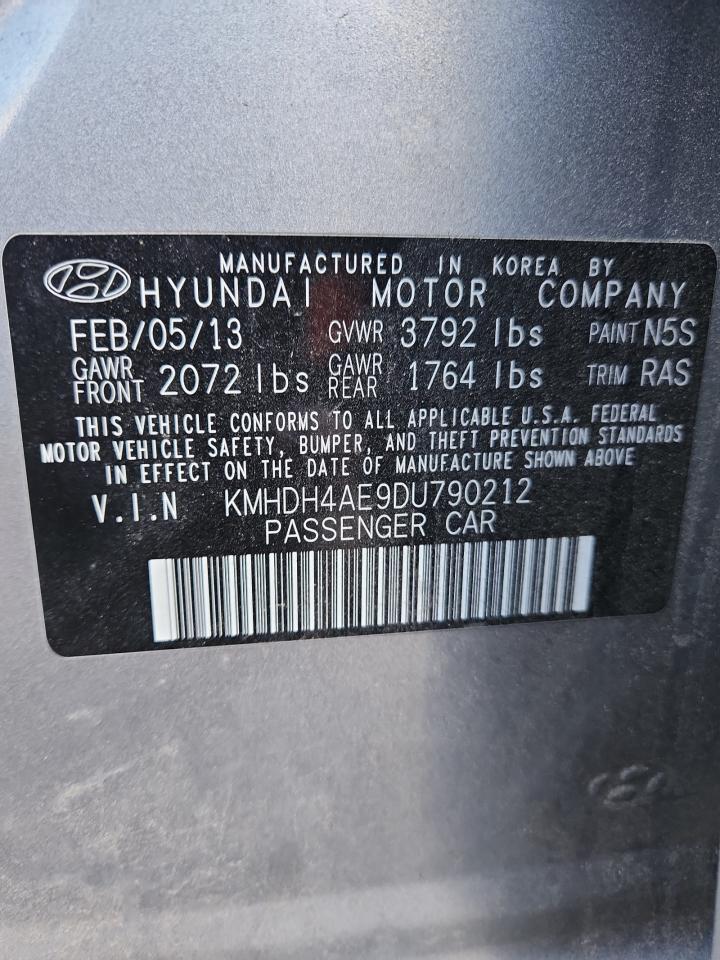 MANUFACTURED IN KOREA BY
HYUNDAI MOTOR COMPANY
FEB/05/13 GVWR 3792 lbs PAINT N5S
GAWR FRONT 2072 lbs GAWR REAR 1764 lbs TRIM RAS
THIS VEHICLE CONFORMS TO ALL APPLICABLE U.S.A. FEDERAL
MOTOR VEHICLE SAFETY, BUMPER, AND THEFT PREVENTION STANDARDS
IN EFFECT ON THE DATE OF MANUFACTURE SHOWN ABOVE
V.I.N KMHDH4AE9DU790212
PASSENGER CAR